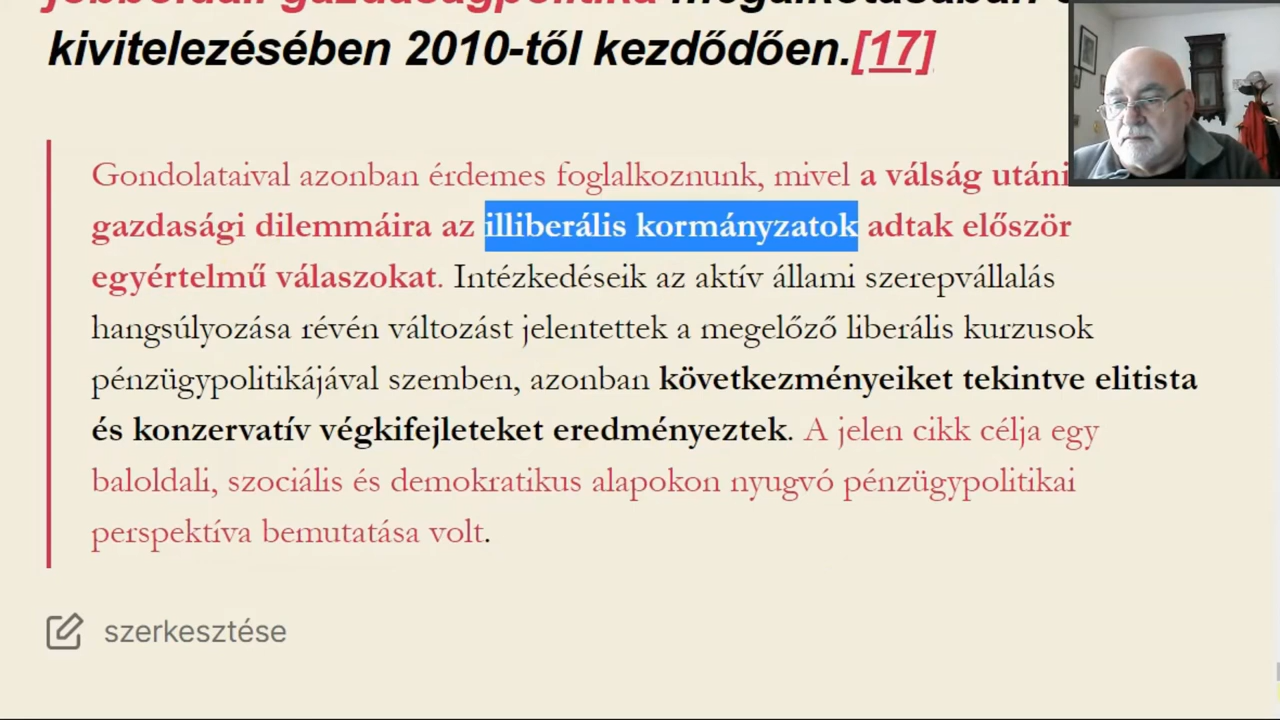 jobboldali gazdaságpolitika megalkotásában
kivitelezésében 2010-től kezdődően.[17]
Gondolataival azonban érdemes foglalkoznunk, mivel a válság utáni
gazdasági dilemmáira az illiberális kormányzatok adtak először
egyértelmű válaszokat. Intézkedéseik az aktív állami szerepvállalás
hangsúlyozása révén változást jelentettek a megelőző liberális kurzusok
pénzügypolitikájával szemben, azonban következményeiket tekintve elitista
és konzervatív végkifejleteket eredményeztek. A jelen cikk célja egy
baloldali, szociális és demokratikus alapokon nyugvó pénzügypolitikai
perspektíva bemutatása volt.
szerkesztése